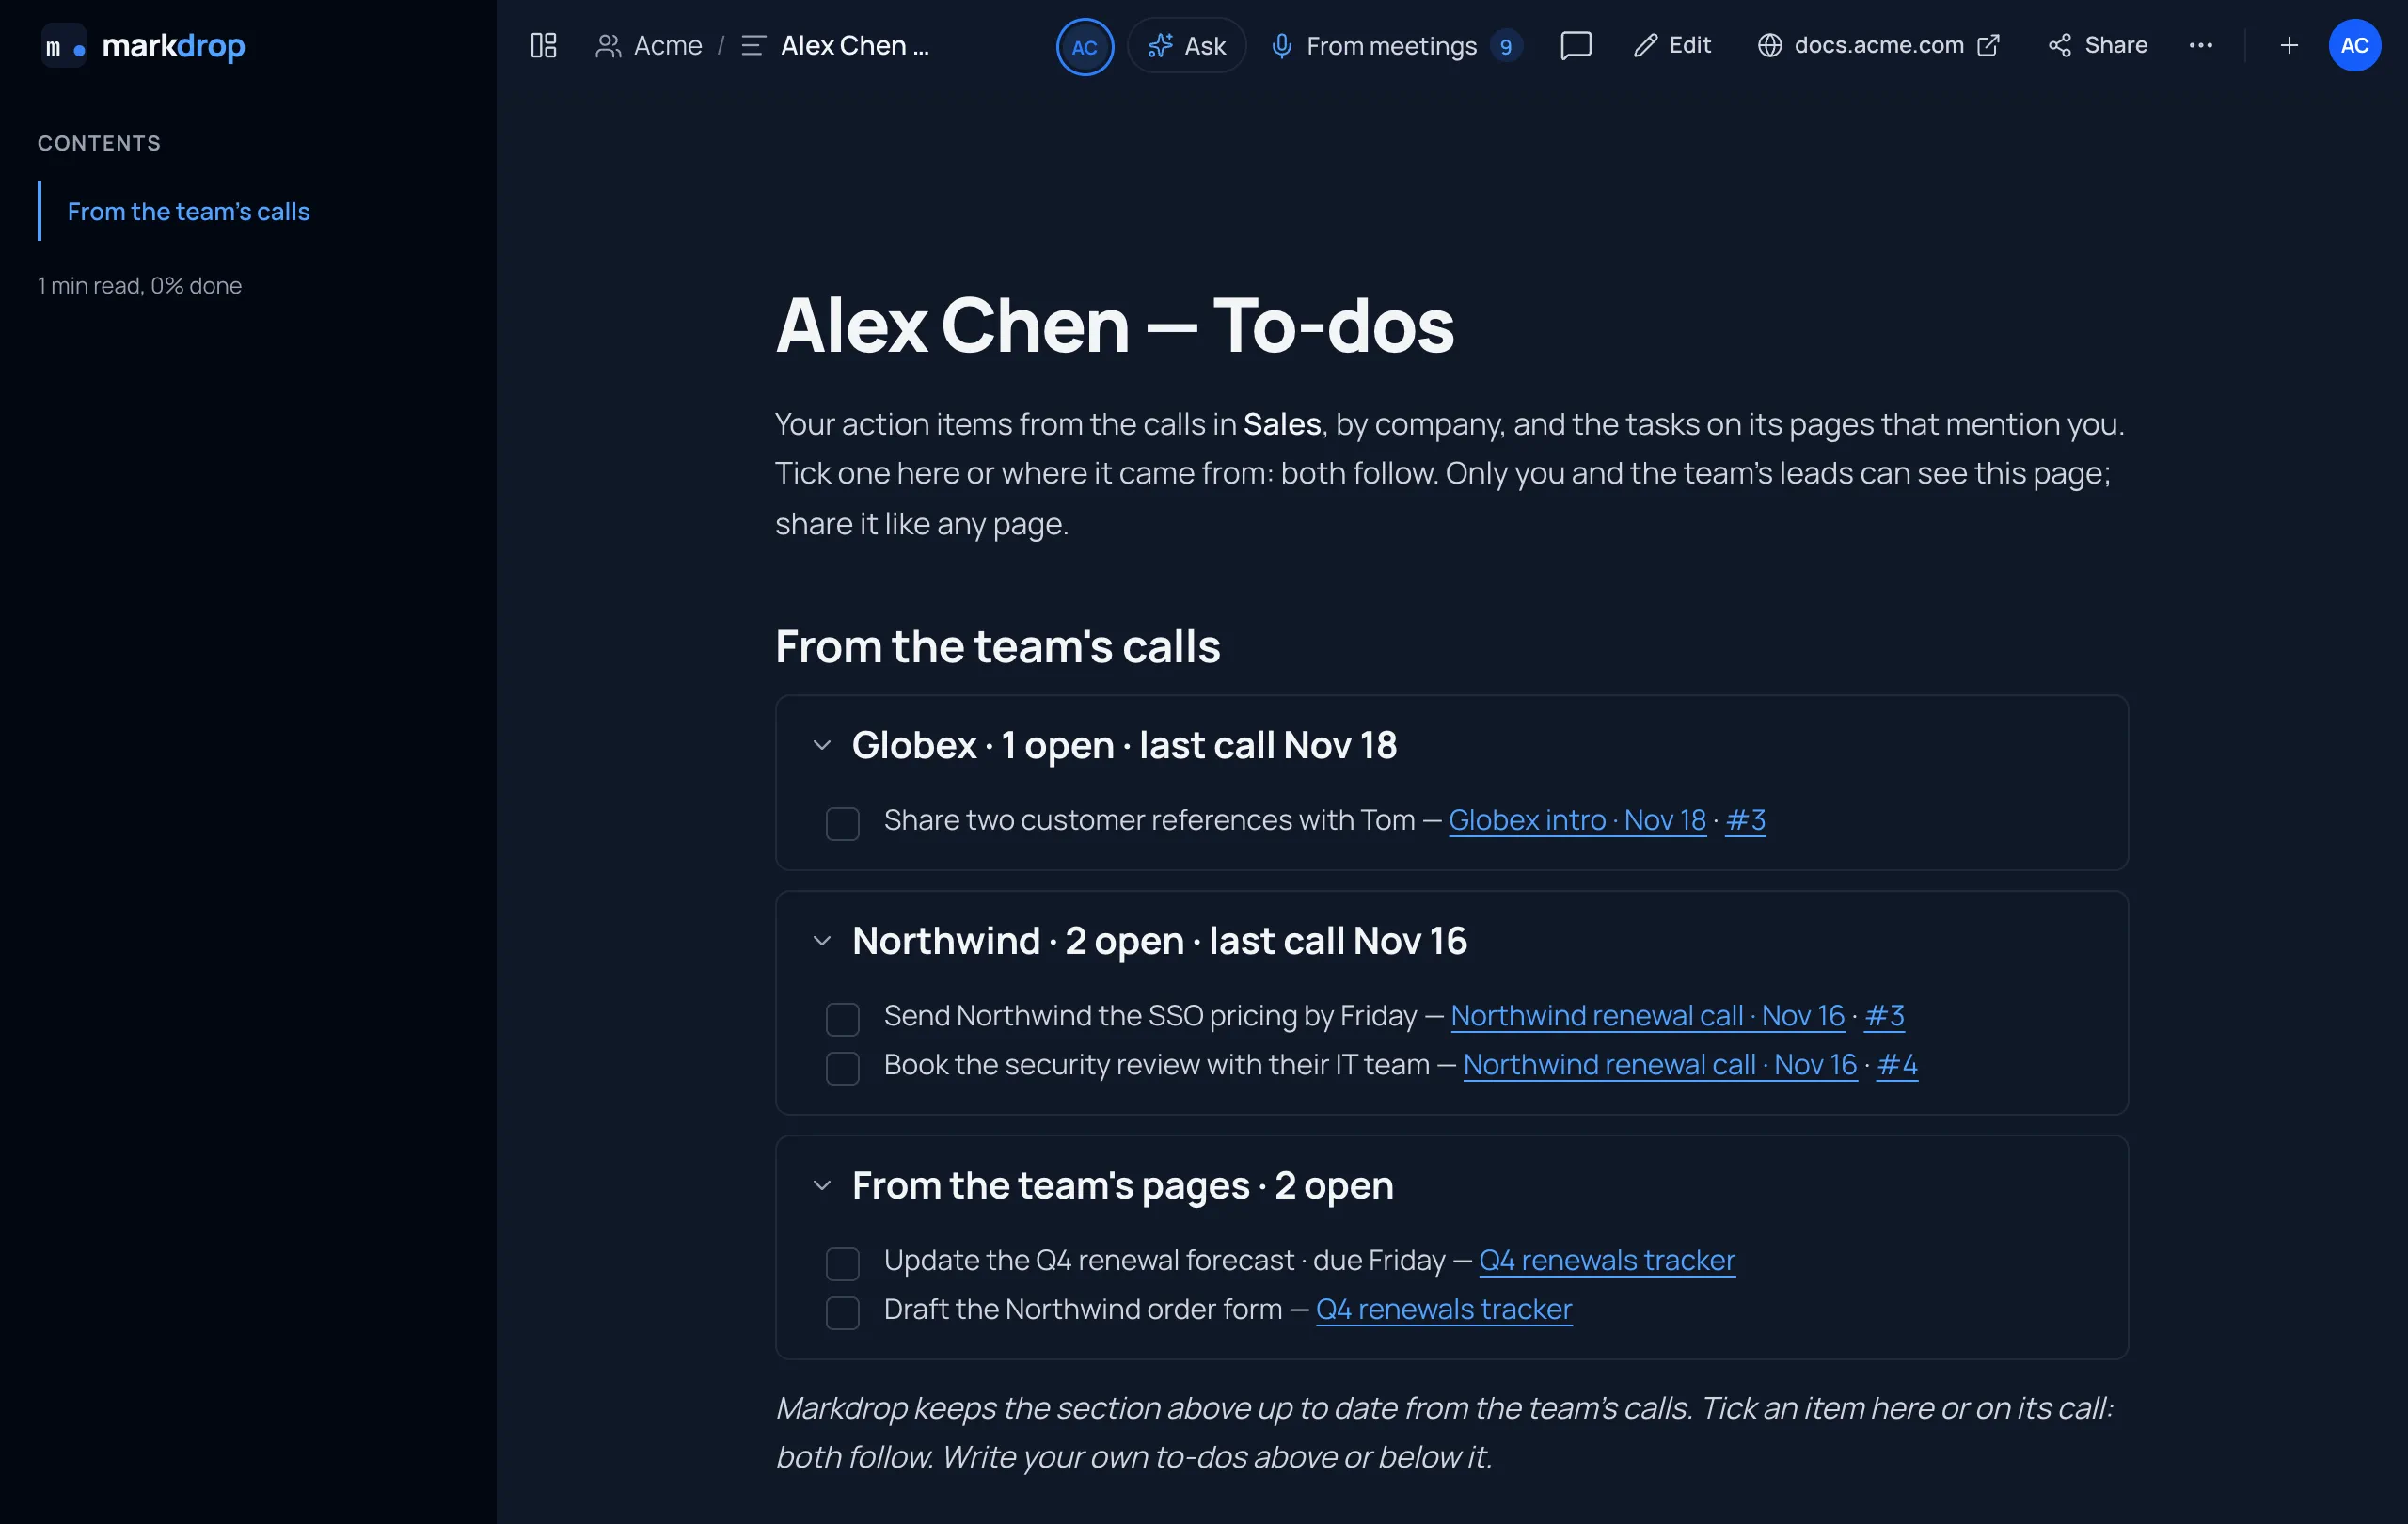 m
markdrop
Acme / Alex Chen ...
AC
Ask
From meetings 9
Edit
docs.acme.com
Share
AC
CONTENTS
From the team's calls
1 min read, 0% done
Alex Chen — To-dos
Your action items from the calls in Sales, by company, and the tasks on its pages that mention you.
Tick one here or where it came from: both follow. Only you and the team's leads can see this page;
share it like any page.
From the team's calls
Globex · 1 open · last call Nov 18
Share two customer references with Tom — Globex intro · Nov 18 · #3
Northwind · 2 open · last call Nov 16
Send Northwind the SSO pricing by Friday — Northwind renewal call · Nov 16 · #3
Book the security review with their IT team — Northwind renewal call · Nov 16 · #4
From the team's pages · 2 open
Update the Q4 renewal forecast · due Friday — Q4 renewals tracker
Draft the Northwind order form — Q4 renewals tracker
Markdrop keeps the section above up to date from the team's calls. Tick an item here or on its call:
both follow. Write your own to-dos above or below it.